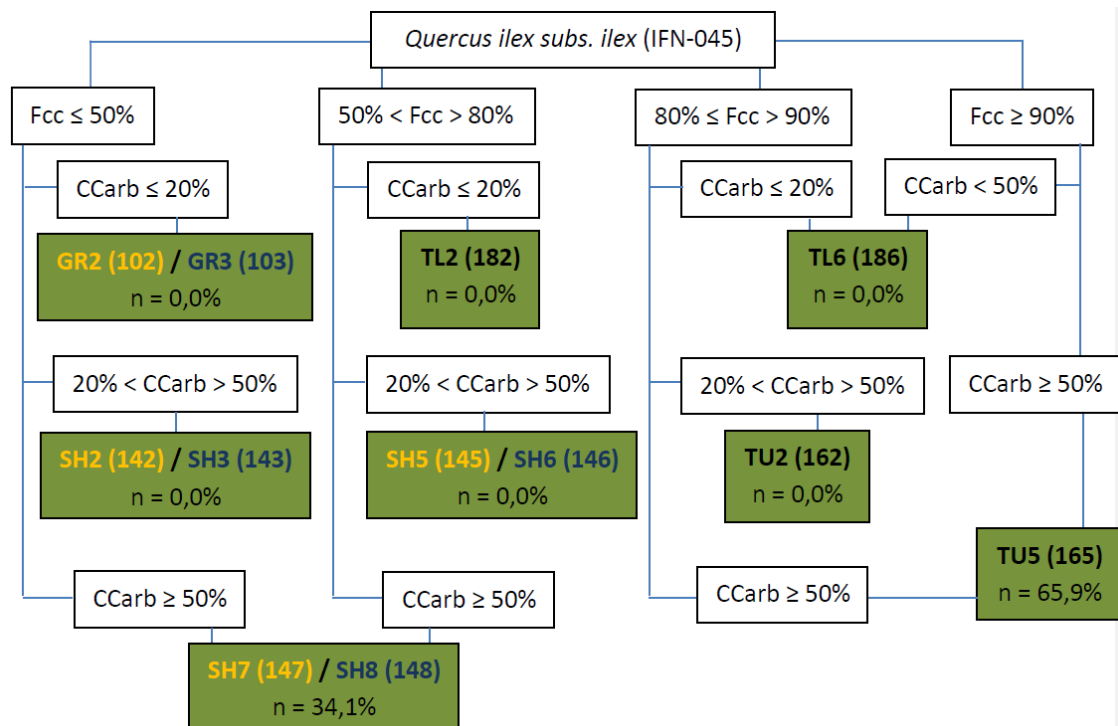 Quercus ilex subs. ilex (IFN-045)
Fcc ≤ 50%
50% < Fcc > 80%
80% ≤ Fcc > 90%
Fcc ≥ 90%
CCarb ≤ 20%
CCarb ≤ 20%
CCarb ≤ 20%
CCarb < 50%
GR2 (102) / GR3 (103)
n = 0,0%
TL2 (182)
n = 0,0%
TL6 (186)
n = 0,0%
20% < CCarb > 50%
20% < CCarb > 50%
20% < CCarb > 50%
CCarb ≥ 50%
SH2 (142) / SH3 (143)
n = 0,0%
SH5 (145) / SH6 (146)
n = 0,0%
TU2 (162)
n = 0,0%
TU5 (165)
n = 65,9%
CCarb ≥ 50%
CCarb ≥ 50%
CCarb ≥ 50%
SH7 (147) / SH8 (148)
n = 34,1%